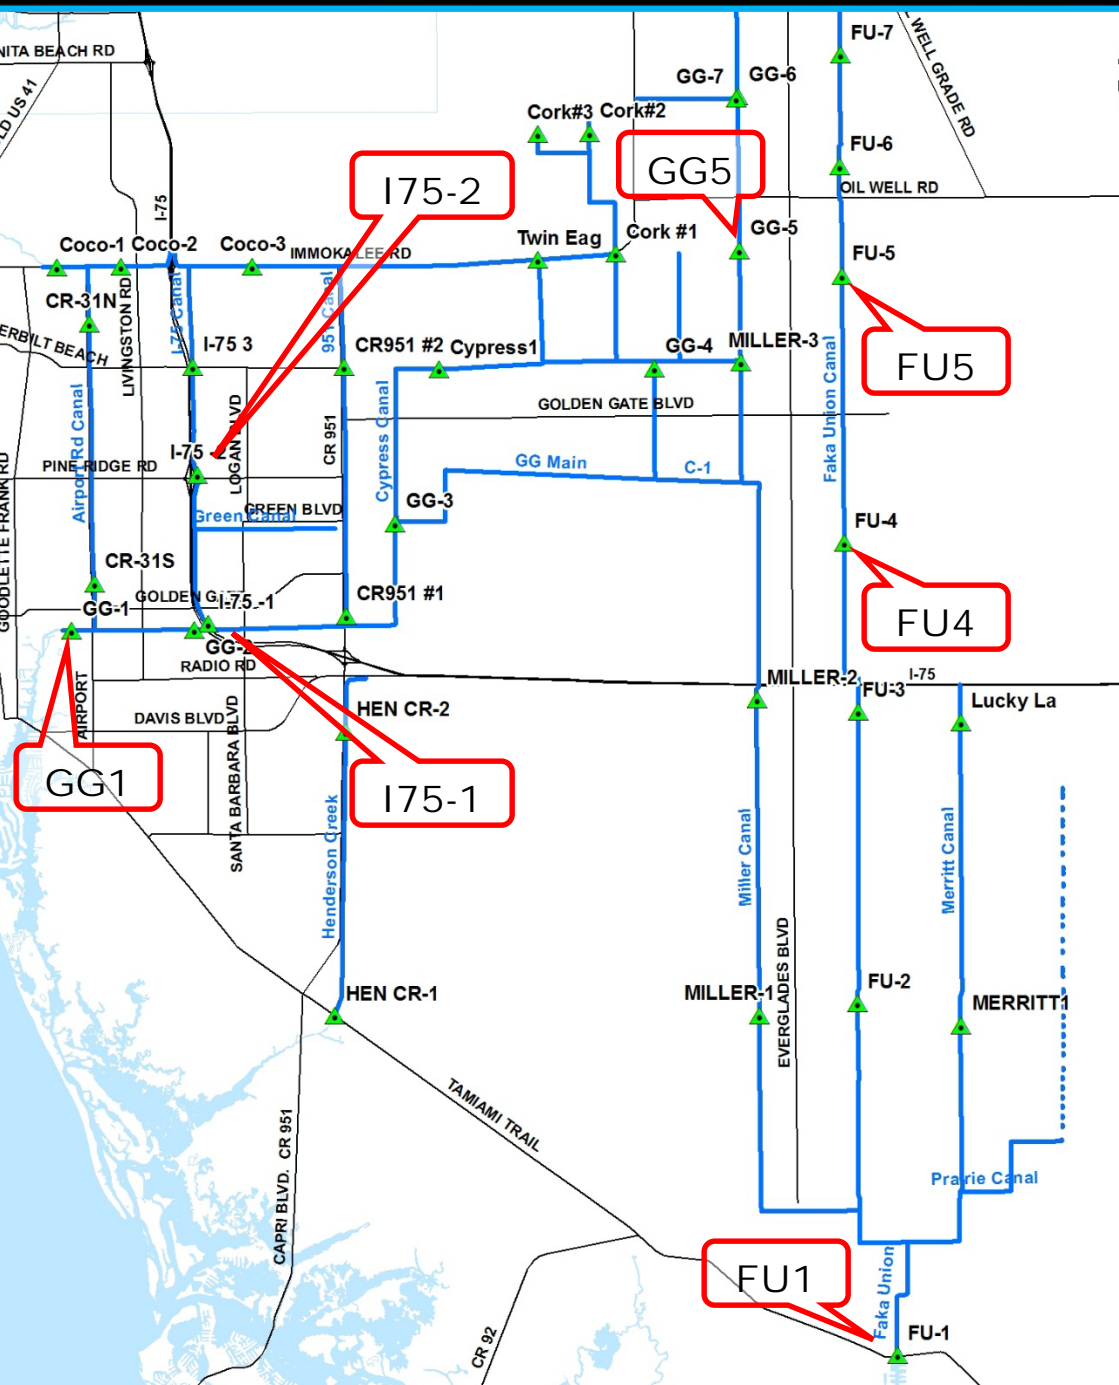 FU-7
NITA BEACH RD
WELL GRADE RD
GG-7
GG-6
LD US 41
Cork#3
Cork#2
FU-6
GG5
I75-2
OIL WELL RD
I-75
Cork #1
GG-5
Coco-1
Coco-2
Coco-3
IMMOKALEE RD
Twin Eag
FU-5
CR-31N
I-75 Canal
951 Canal
LIVINGSTON RD
ERBILT BEACH
I-75 3
CR951 #2
Cypress1
GG-4
MILLER-3
FU5
Faka Union Canal
GOLDEN GATE BLVD
Airport Rd Canal
LOGAN BLVD
CR 951
Cypress Canal
I-75 -2
PINE RIDGE RD
GG Main
C-1
GOODLETTE FRANK RD
GREEN BLVD
Green Canal
GG-3
FU-4
CR-31S
GOLDEN GATE
I-75 -1
CR951 #1
GG-1
FU4
GG-2
RADIO RD
I-75
MILLER-2
FU-3
AIRPORT
Lucky La
DAVIS BLVD
HEN CR-2
SANTA BARBARA BLVD
GG1
I75-1
Henderson Creek
Miller Canal
Merritt Canal
EVERGLADES BLVD
HEN CR-1
MILLER-1
FU-2
MERRITT1
TAMIAMI TRAIL
CAPRI BLVD. CR 951
Prairie Canal
FU1
Faka Union
CR 92
FU-1